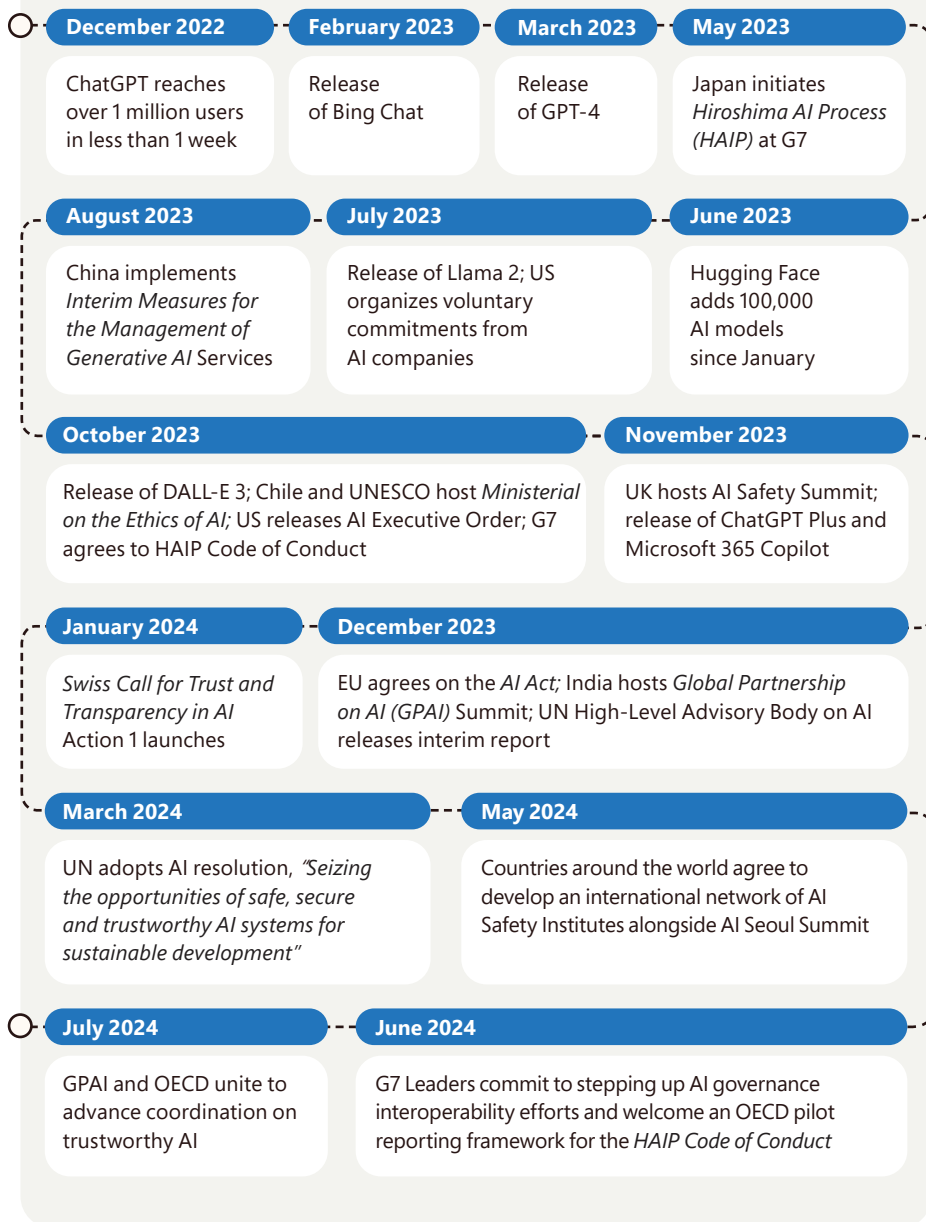 December 2022
ChatGPT reaches
over 1 million users
in less than 1 week
February 2023
Release
of Bing Chat
March 2023
Release
of GPT-4
May 2023
Japan initiates
Hiroshima AI Process
(HAIP) at G7
August 2023
China implements
Interim Measures for
the Management of
Generative AI Services
July 2023
Release of Llama 2; US
organizes voluntary
commitments from
AI companies
June 2023
Hugging Face
adds 100,000
AI models
since January
October 2023
Release of DALL-E 3; Chile and UNESCO host Ministerial
on the Ethics of AI; US releases AI Executive Order; G7
agrees to HAIP Code of Conduct
November 2023
UK hosts AI Safety Summit;
release of ChatGPT Plus and
Microsoft 365 Copilot
January 2024
Swiss Call for Trust and
Transparency in AI
Action 1 launches
December 2023
EU agrees on the AI Act; India hosts Global Partnership
on AI (GPAI) Summit; UN High-Level Advisory Body on AI
releases interim report
March 2024
UN adopts AI resolution, “Seizing
the opportunities of safe, secure
and trustworthy AI systems for
sustainable development”
May 2024
Countries around the world agree to
develop an international network of AI
Safety Institutes alongside AI Seoul Summit
July 2024
GPAI and OECD unite to
advance coordination on
trustworthy AI
June 2024
G7 Leaders commit to stepping up AI governance
interoperability efforts and welcome an OECD pilot
reporting framework for the HAIP Code of Conduct